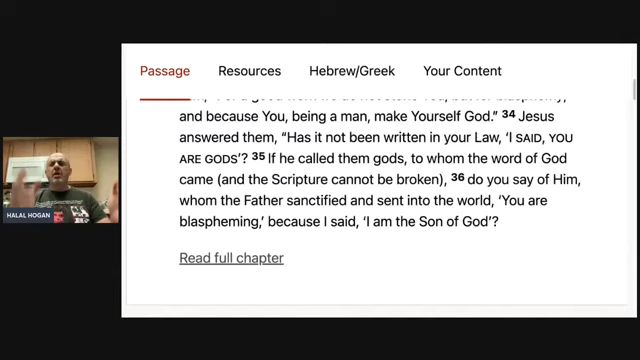 Passage Resources Hebrew/Greek Your Content
and because You, being a man, make Yourself God.” 34 Jesus
answered them, “Has it not been written in your Law, ‘I SAID, YOU
ARE GODS’? 35 If he called them gods, to whom the word of God
came (and the Scripture cannot be broken), 36 do you say of Him,
whom the Father sanctified and sent into the world, ‘You are
blaspheming,’ because I said, ‘I am the Son of God’?
Read full chapter
HALAL HOGAN